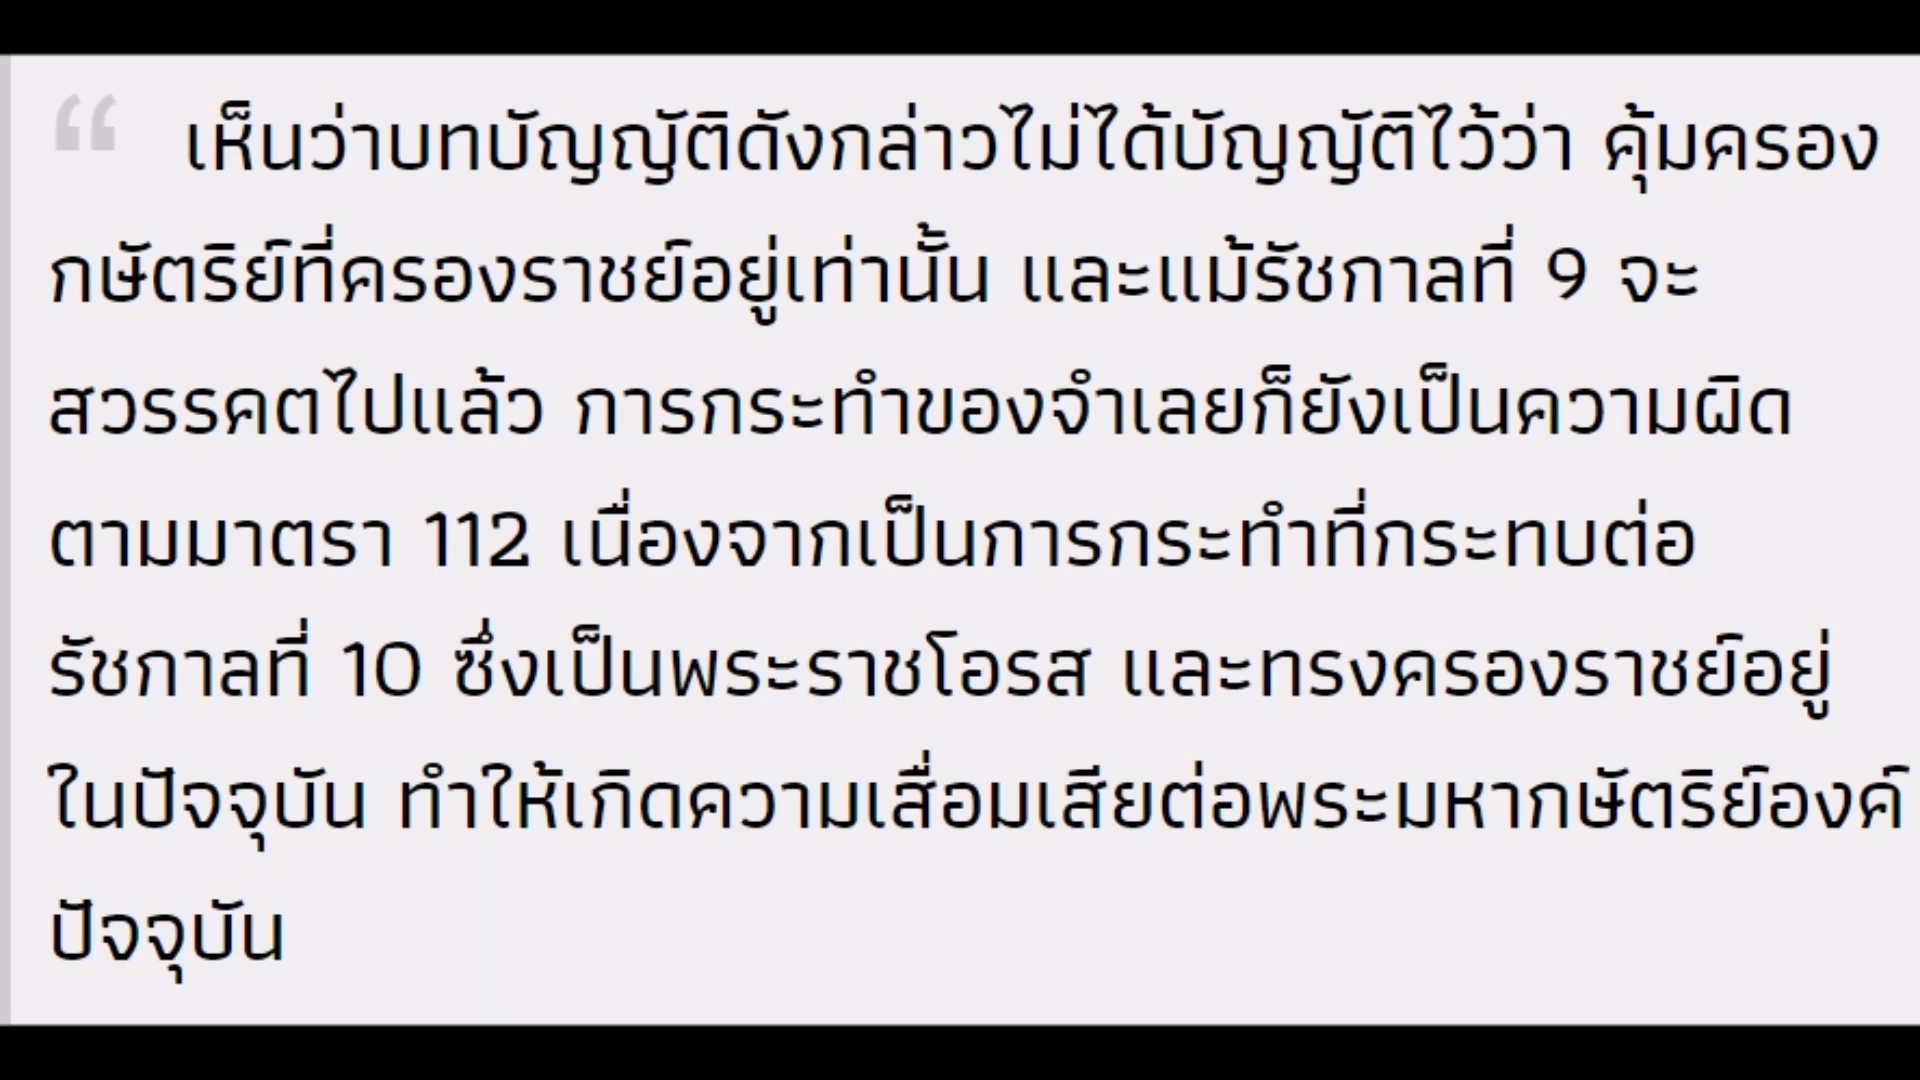 “ เห็นว่าบทบัญญัติดังกล่าวไม่ได้บัญญัติไว้ว่า คุ้มครอง
กษัตริย์ที่ครองราชย์อยู่เท่านั้น และแม้รัชกาลที่ 9 จะ
สวรรคตไปแล้ว การกระทำของจำเลยก็ยังเป็นความผิด
ตามมาตรา 112 เนื่องจากเป็นการกระทำที่กระทบต่อ
รัชกาลที่ 10 ซึ่งเป็นพระราชโอรส และทรงครองราชย์อยู่
ในปัจจุบัน ทำให้เกิดความเสื่อมเสียต่อพระมหากษัตริย์องค์
ปัจจุบัน